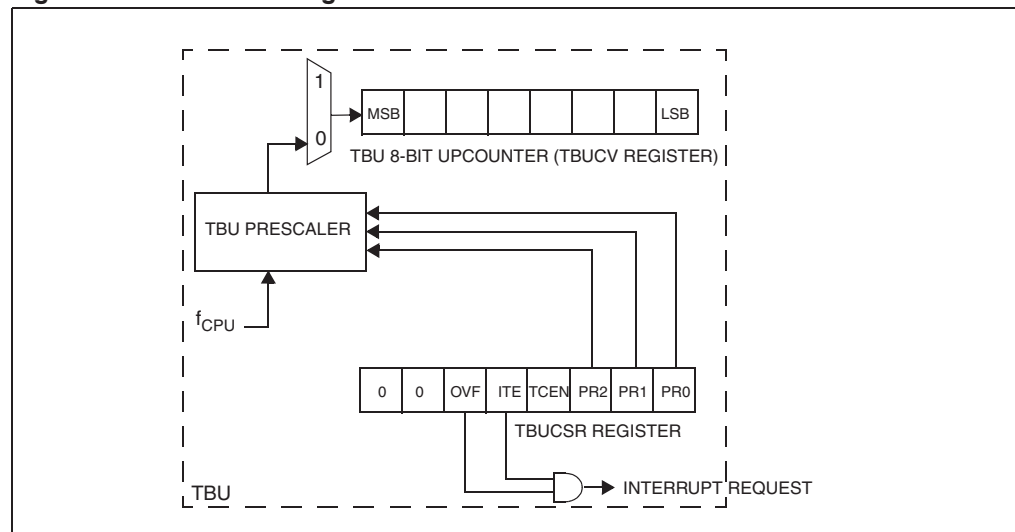 1
MSB
LSB
0
TBU 8-BIT UPCOUNTER (TBUCV REGISTER)
TBU PRESCALER
fCPU
0 0 OVF ITE TCEN PR2 PR1 PR0
TBUCSR REGISTER
TBU
INTERRUPT REQUEST